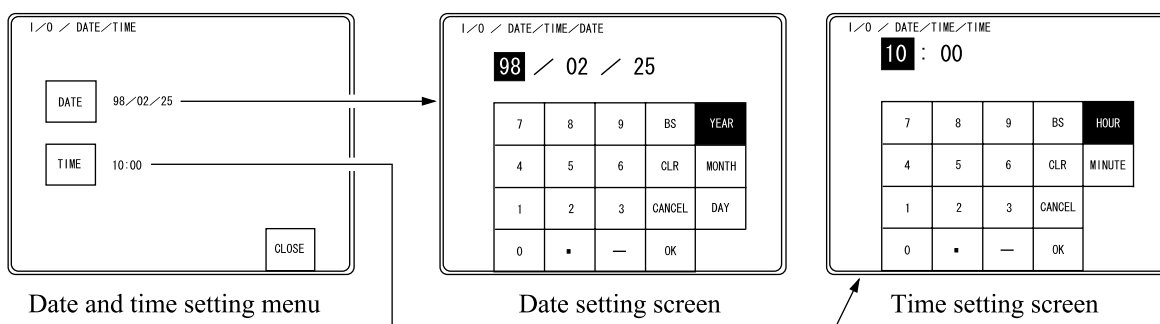 I/O / DATE/TIME
DATE 98/02/25
TIME 10:00
CLOSE
Date and time setting menu
I/O / DATE/TIME/DATE
98 / 02 / 25
7 8 9 BS YEAR
4 5 6 CLR MONTH
1 2 3 CANCEL DAY
0 . — OK
Date setting screen
I/O / DATE/TIME/TIME
10 : 00
7 8 9 BS HOUR
4 5 6 CLR MINUTE
1 2 3 CANCEL
0 . — OK
Time setting screen